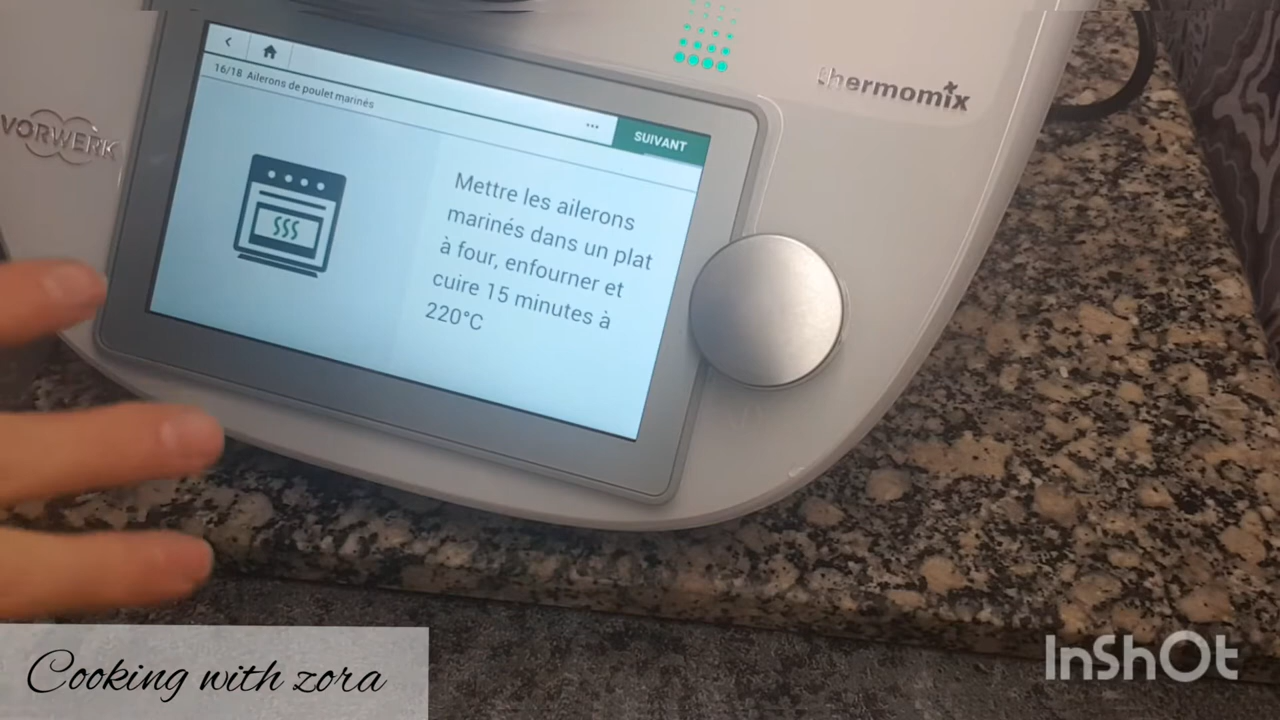 16/18 Ailerons de poulet marinés
...
SUIVANT
Mettre les ailerons
marinés dans un plat
à four, enfourner et
cuire 15 minutes à
220°C
thermomix
VORWERK
Cooking with zora
InShOt